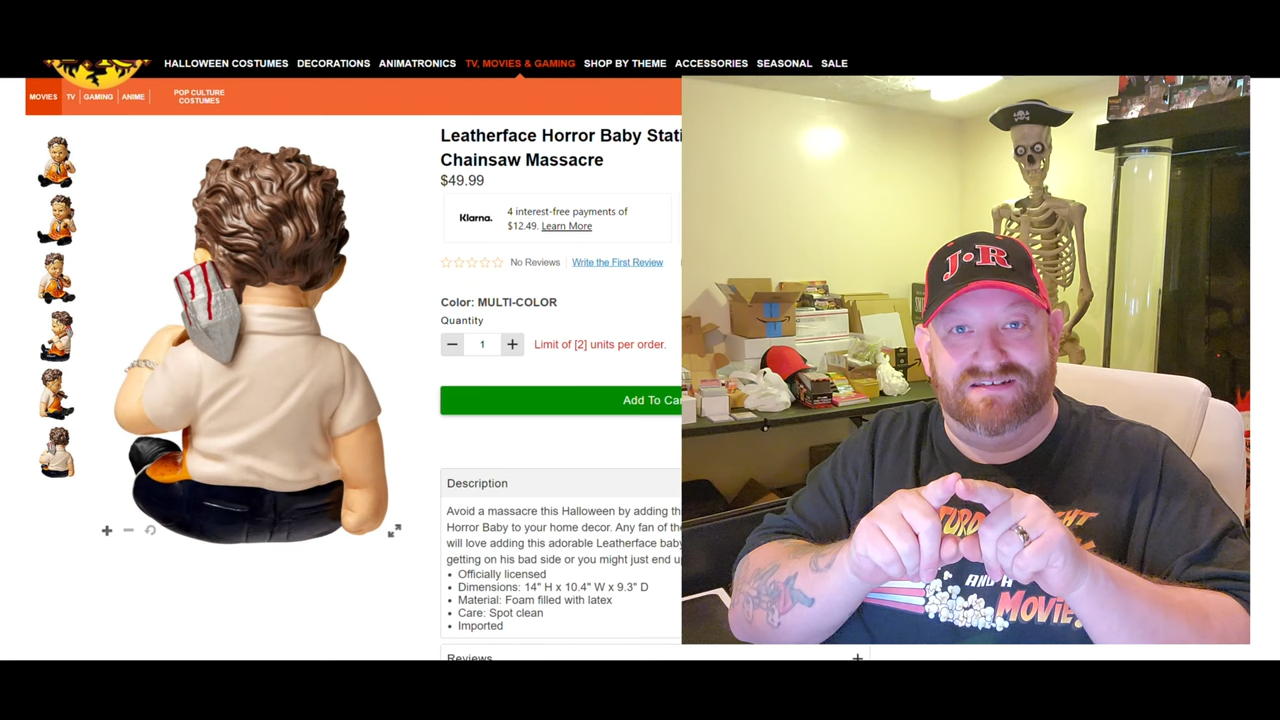 HALLOWEEN COSTUMES DECORATIONS ANIMATRONICS TV, MOVIES & GAMING SHOP BY THEME ACCESSORIES SEASONAL SALE
MOVIES TV GAMING ANIME POP CULTURE
COSTUMES
Leatherface Horror Baby Stati
Chainsaw Massacre
$49.99
Klarna.
4 interest-free payments of
$12.49. Learn More
No Reviews Write the First Review
Color: MULTI-COLOR
Quantity
− 1 + Limit of [2] units per order.
Add To Car
Description
Avoid a massacre this Halloween by adding th
Horror Baby to your home decor. Any fan of the
will love adding this adorable Leatherface baby
getting on his bad side or you might just end u
• Officially licensed
• Dimensions: 14" H x 10.4" W x 9.3" D
• Material: Foam filled with latex
• Care: Spot clean
• Imported
Reviews +
J•R
AND A
MOVIE